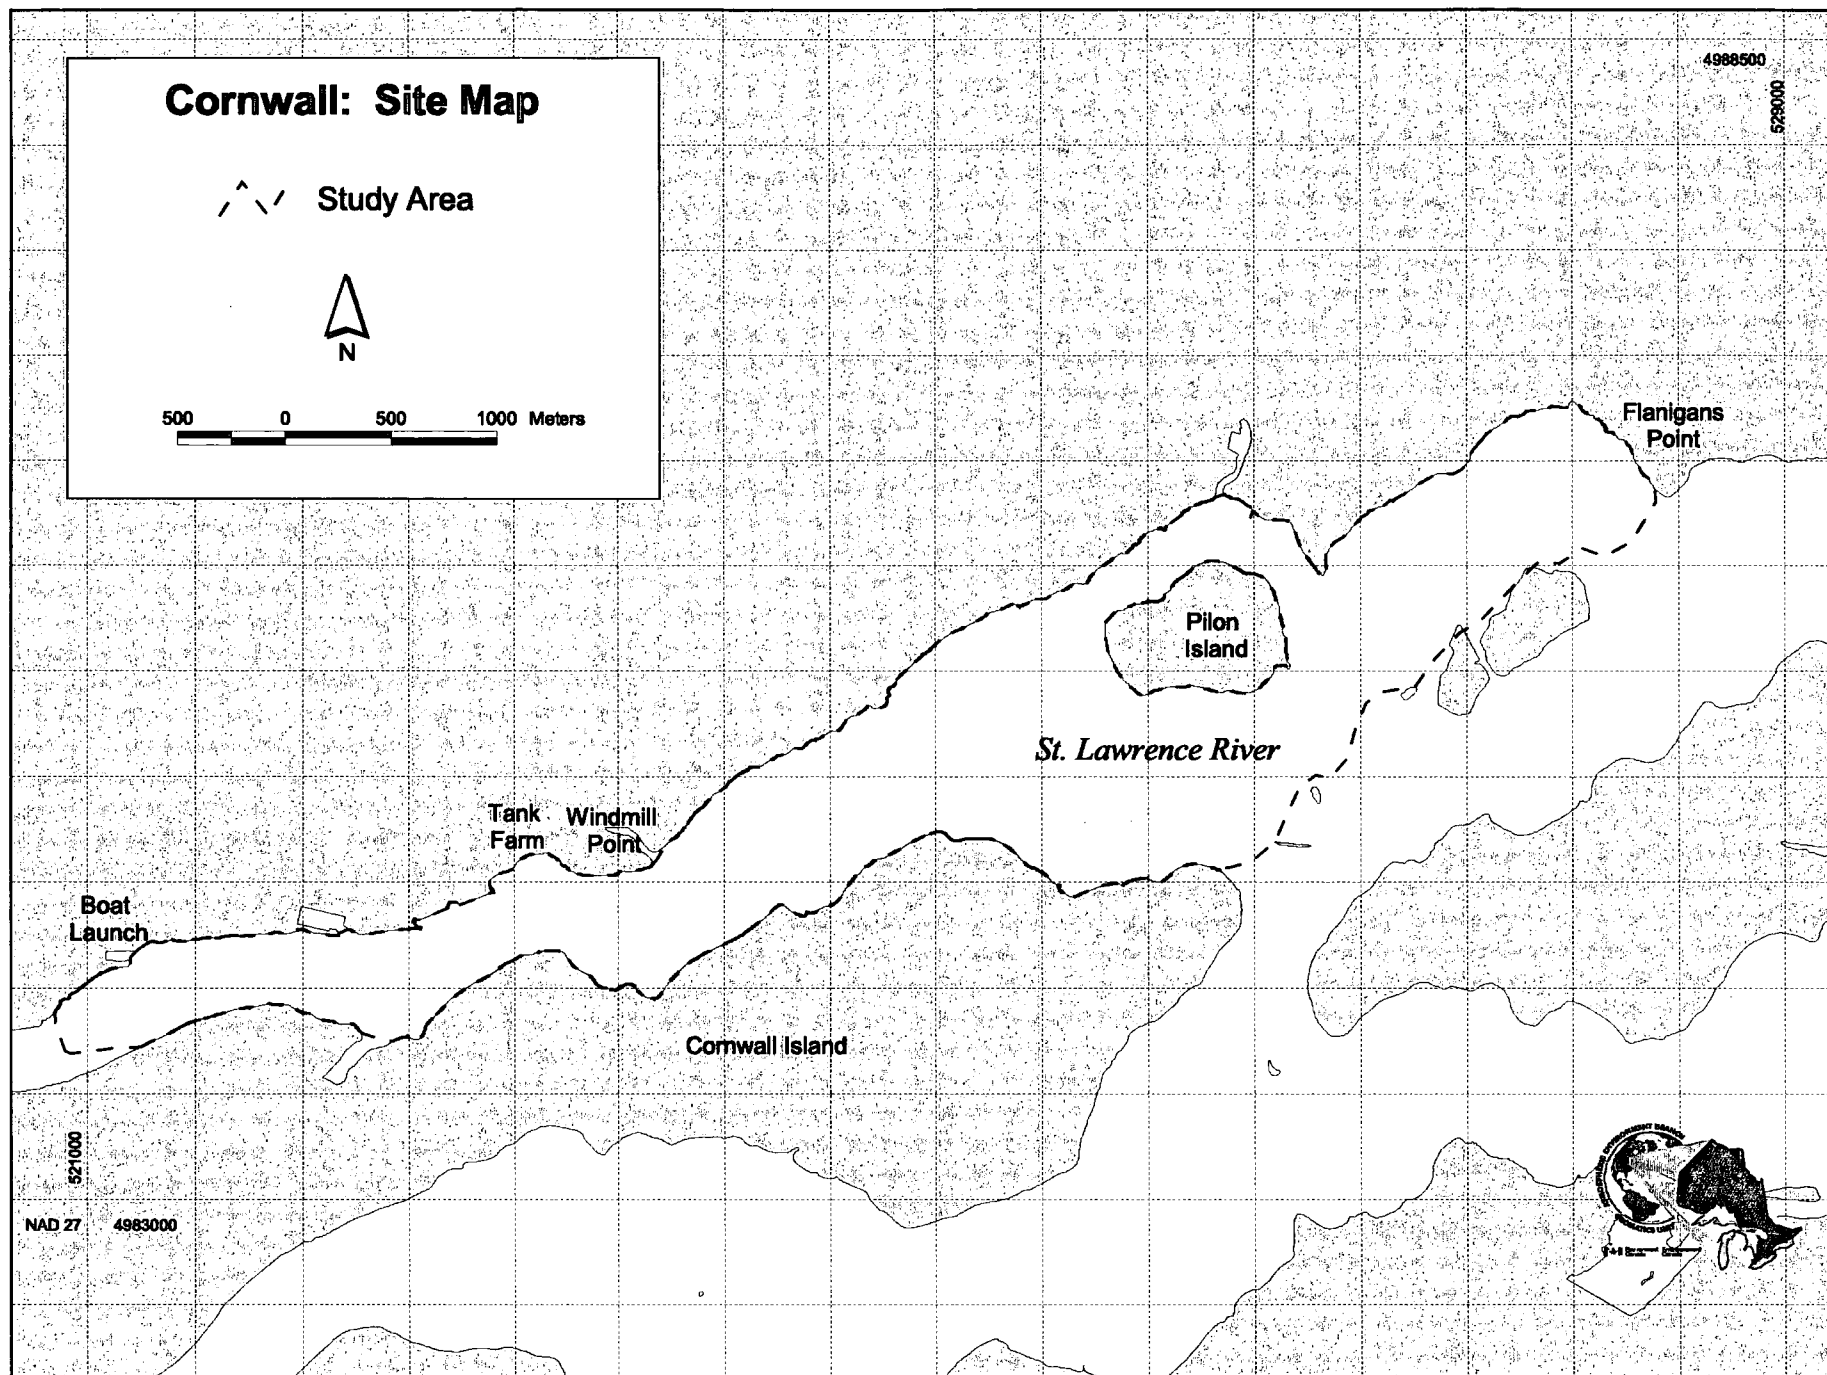 Cornwall: Site Map
Study Area
N
500 0 500 1000 Meters
4988500
529000
Flanigans
Point
Pilon
Island
St. Lawrence River
Tank
Farm
Windmill
Point
Boat
Launch
Cornwall Island
521000
NAD 27 4983000